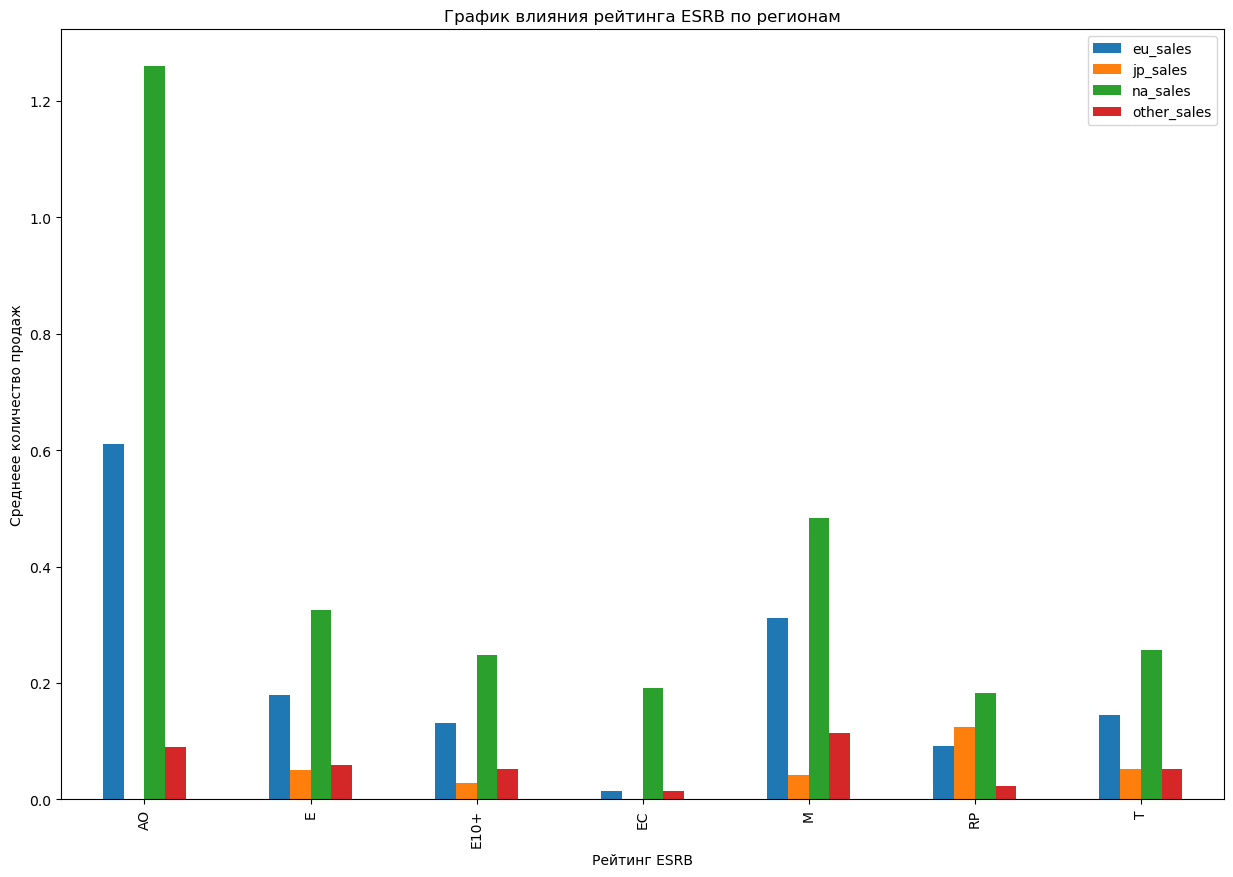 График влияния рейтинга ESRB по регионам
eu_sales
jp_sales
na_sales
other_sales
Среднеее количество продаж
1.2
1.0
0.8
0.6
0.4
0.2
0.0
AO
E
E10+
EC
M
RP
T
Рейтинг ESRB